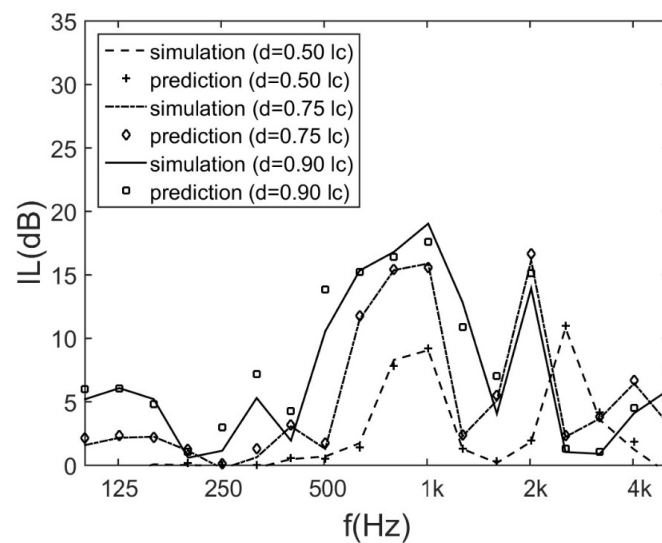 35
30
25
20
15
10
5
0
IL(dB)
simulation (d=0.50 lc)
prediction (d=0.50 lc)
simulation (d=0.75 lc)
prediction (d=0.75 lc)
simulation (d=0.90 lc)
prediction (d=0.90 lc)
125 250 500 1k 2k 4k
f(Hz)